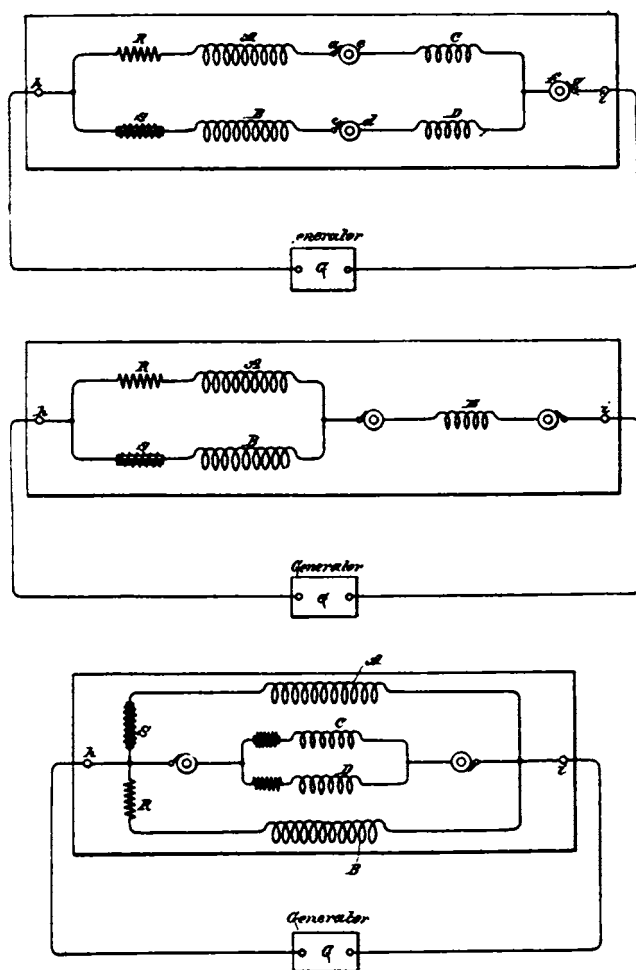 R A a e C
h f g i
S B c d D
enerator
G
R A
h E i
S B
Generator
G
A
S C
h i
D
R
B
Generator
G